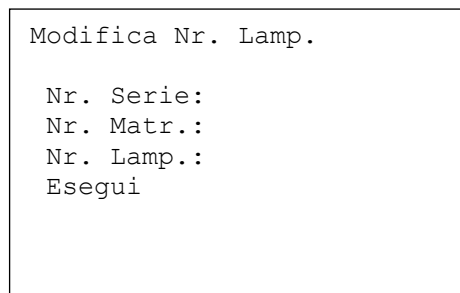 Modifica Nr. Lamp.
Nr. Serie:
Nr. Matr.:
Nr. Lamp.:
Esegui